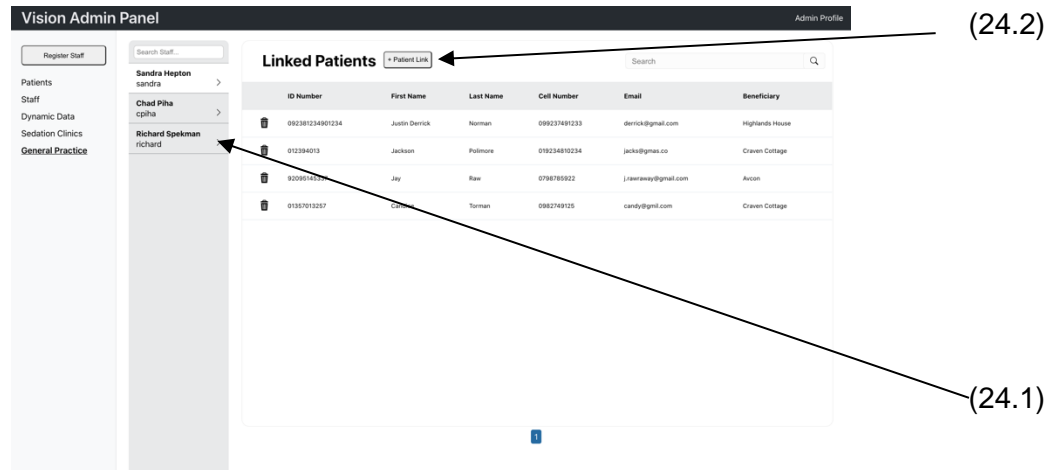 Vision Admin Panel
Admin Profile
(24.2)
Register Staff
Patients
Staff
Dynamic Data
Sedation Clinics
General Practice
Search Staff...
Sandra Hepton
sandra
Chad Piha
cpiha
Richard Spekman
richard
Linked Patients + Patient Link Search
ID Number First Name Last Name Cell Number Email Beneficiary
092381234901234 Justin Derrick Norman 099237491233 derrick@gmail.com Highlands House
012394013 Jackson Polimore 019234810234 jacks@gmas.co Craven Cottage
Jay Raw 0798785922 j.rawraway@gmail.com Avcon
01357013257 Torman 0982749125 candy@gmil.com Craven Cottage
(24.1)
1